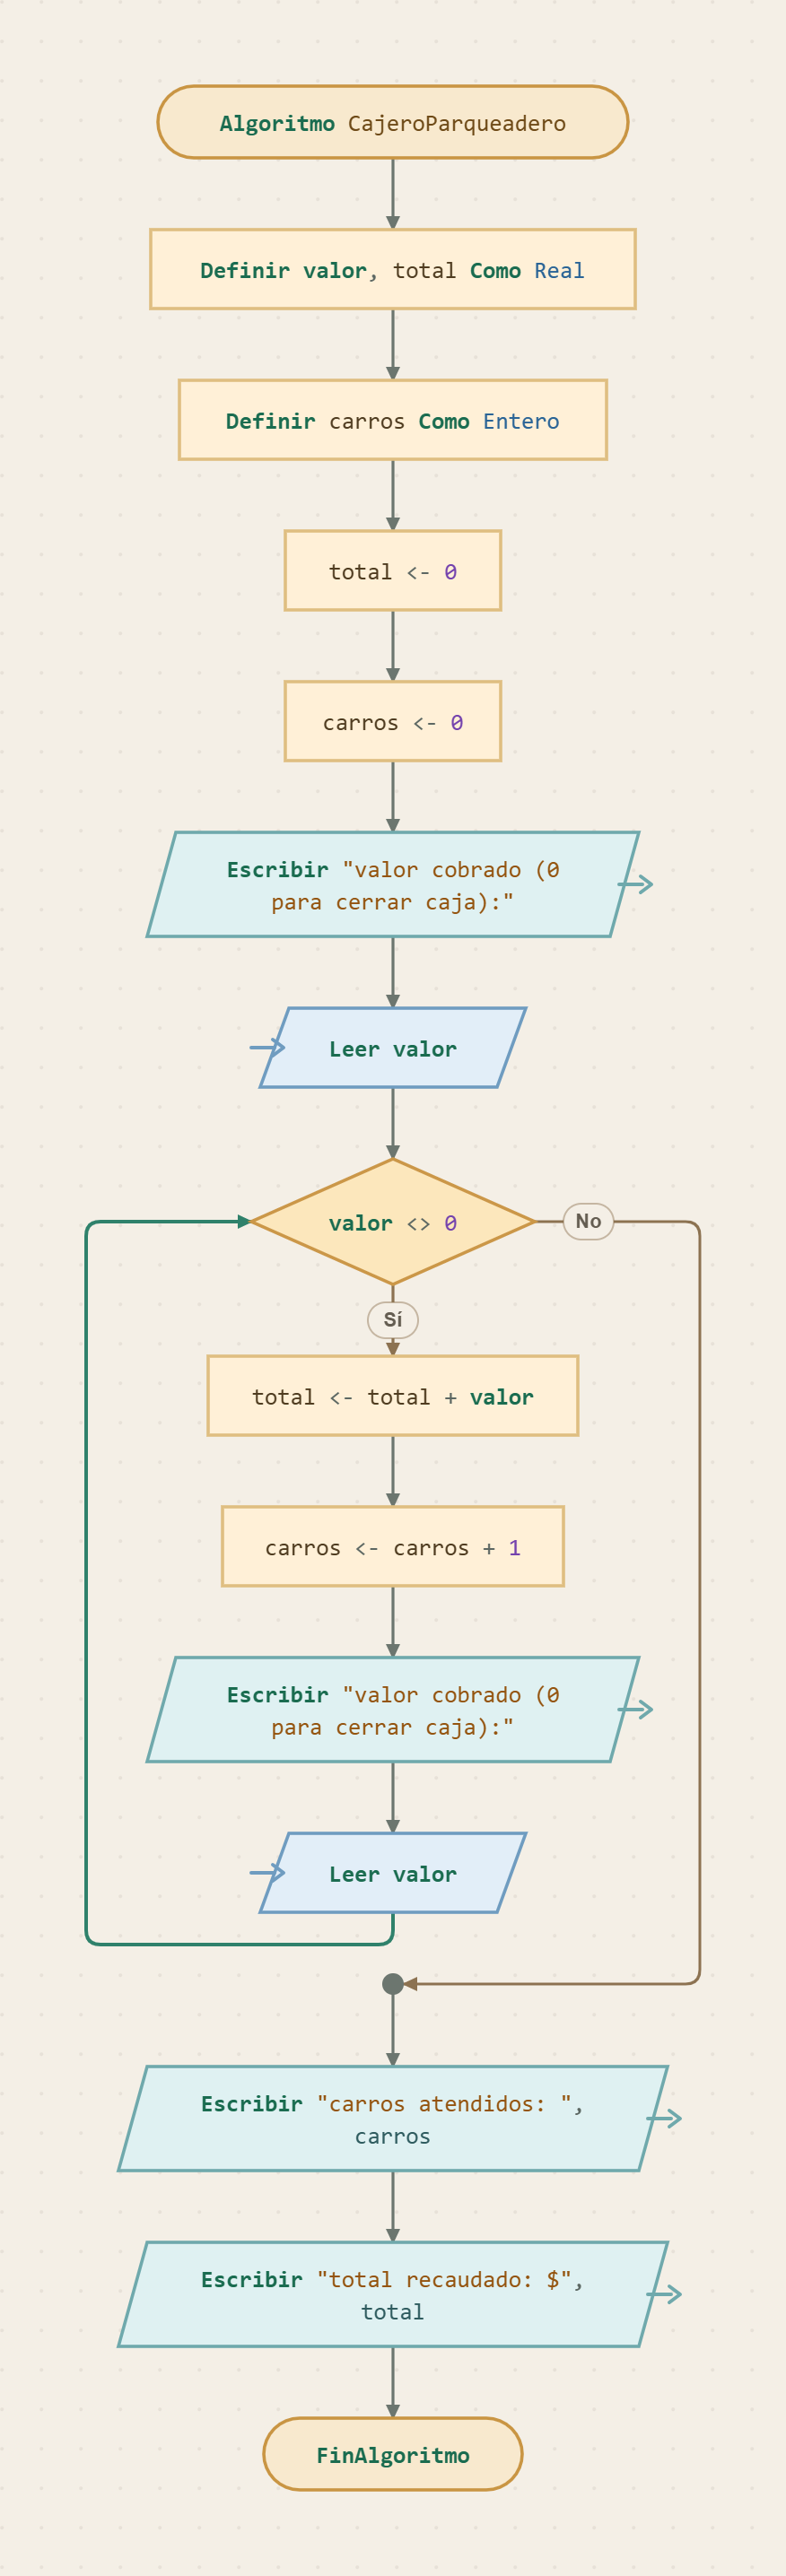 Algoritmo CajeroParqueadero
Definir valor, total Como Real
Definir carros Como Entero
total <- 0
carros <- 0
Escribir "valor cobrado (0
para cerrar caja):"
Leer valor
valor <> 0
No
Sí
total <- total + valor
carros <- carros + 1
Escribir "valor cobrado (0
para cerrar caja):"
Leer valor
Escribir "carros atendidos: ",
carros
Escribir "total recaudado: $",
total
FinAlgoritmo